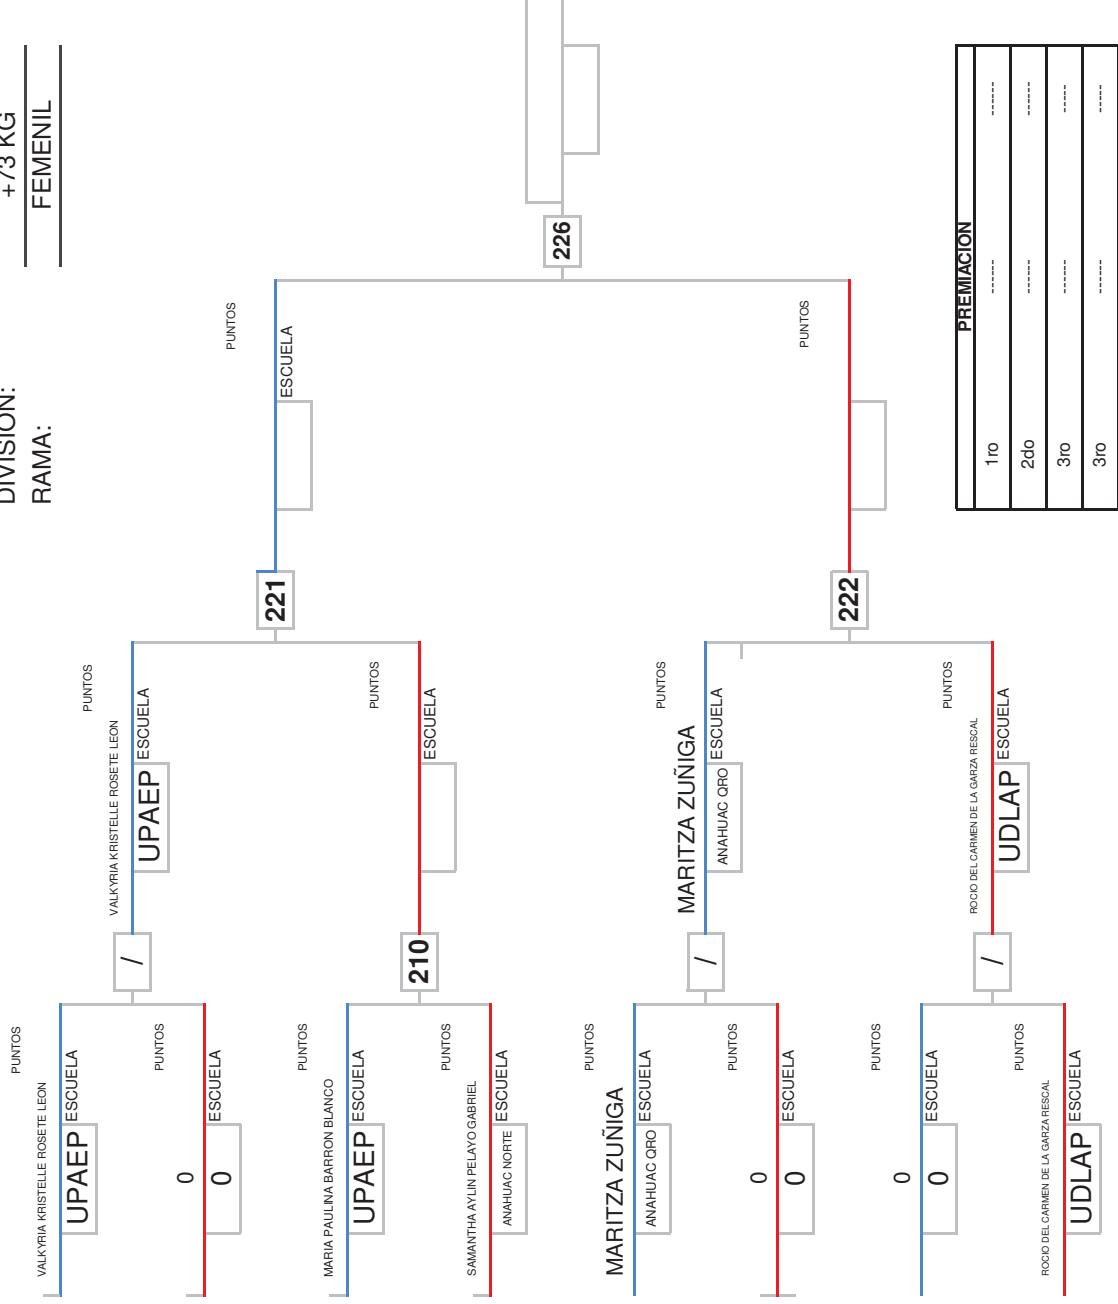 DIVISION: +73 KG
RAMA: FEMENIL
PUNTOS
VALKYRIA KRISTELLE ROSETE LEON
UPAEP ESCUELA
PUNTOS
0
0 ESCUELA
PUNTOS
MARIA PAULINA BARRON BLANCO
UPAEP ESCUELA
PUNTOS
SAMANTHA AYLIN PELAYO GABRIEL
ANAHUAC NORTE ESCUELA
PUNTOS
MARITZA ZUÑIGA
ANAHUAC QRO ESCUELA
PUNTOS
0
0 ESCUELA
PUNTOS
0
0 ESCUELA
PUNTOS
ROCIO DEL CARMEN DE LA GARZA RESCAL
UDLAP ESCUELA
/
210
/
/
PUNTOS
VALKYRIA KRISTELLE ROSETE LEON
UPAEP ESCUELA
PUNTOS
ESCUELA
PUNTOS
MARITZA ZUÑIGA
ANAHUAC QRO ESCUELA
PUNTOS
ROCIO DEL CARMEN DE LA GARZA RESCAL
UDLAP ESCUELA
221
222
PUNTOS
ESCUELA
PUNTOS
226
PREMIACION
1ro ------ ------
2do ------ ------
3ro ------ ------
3ro ------ ------